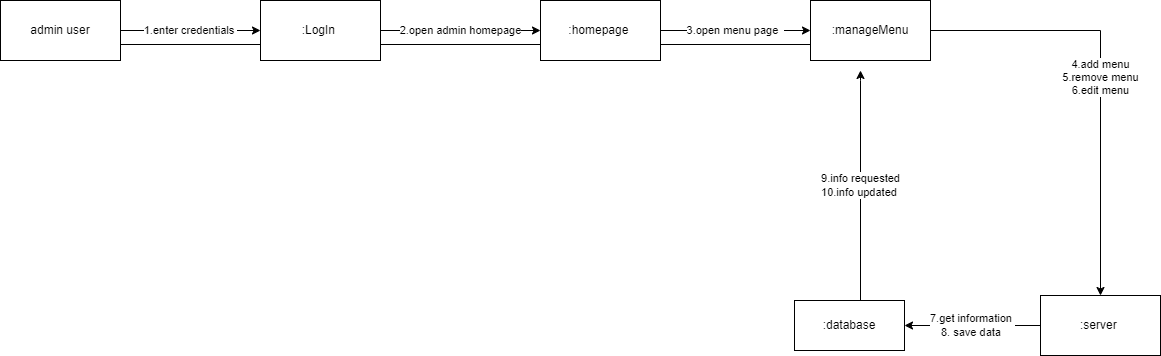 admin user
1.enter credentials
:LogIn
2.open admin homepage
:homepage
3.open menu page
:manageMenu
4.add menu
5.remove menu
6.edit menu
9.info requested
10.info updated
:database
7.get information
8. save data
:server